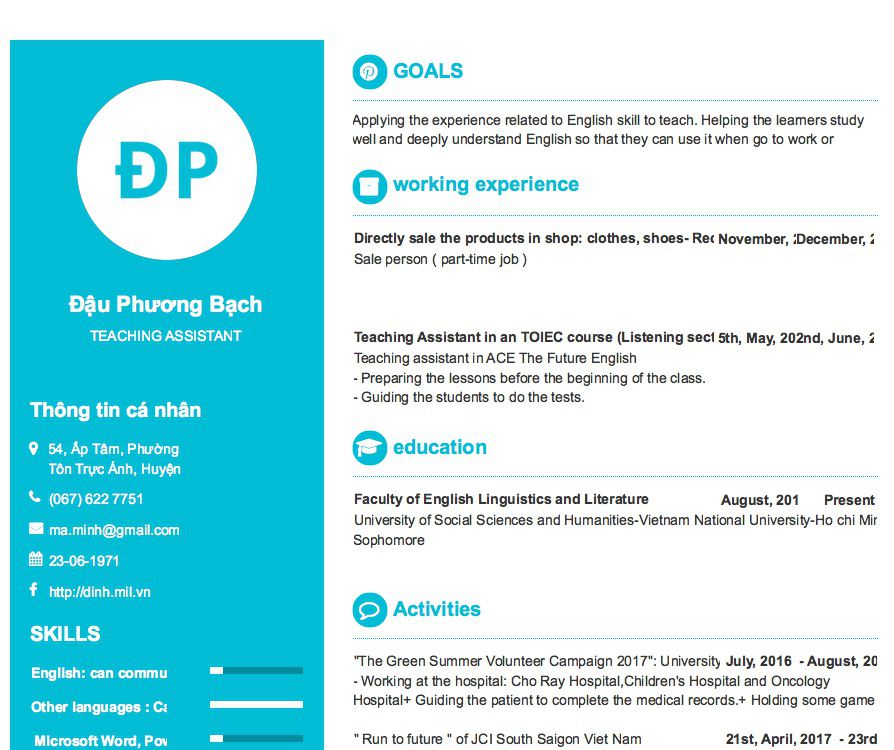 ĐP
Đậu Phương Bạch
TEACHING ASSISTANT
Thông tin cá nhân
54, Ấp Tâm, Phường
Tôn Trực Ánh, Huyện
(067) 622 7751
ma.minh@gmail.com
23-06-1971
http://dinh.mil.vn
SKILLS
English: can commu
Other languages : Ca
Microsoft Word, Pov
GOALS
Applying the experience related to English skill to teach. Helping the learners study
well and deeply understand English so that they can use it when go to work or
working experience
Directly sale the products in shop: clothes, shoes- Rec November, 2December, 2
Sale person ( part-time job )
Teaching Assistant in an TOIEC course (Listening sect 5th, May, 202nd, June, 2
Teaching assistant in ACE The Future English
- Preparing the lessons before the beginning of the class.
- Guiding the students to do the tests.
education
Faculty of English Linguistics and Literature August, 201 Present
University of Social Sciences and Humanities-Vietnam National University-Ho chi Mir
Sophomore
Activities
"The Green Summer Volunteer Campaign 2017": University July, 2016 - August, 20
- Working at the hospital: Cho Ray Hospital,Children's Hospital and Oncology
Hospital+ Guiding the patient to complete the medical records.+ Holding some game
" Run to future " of JCI South Saigon Viet Nam 21st, April, 2017 - 23rd